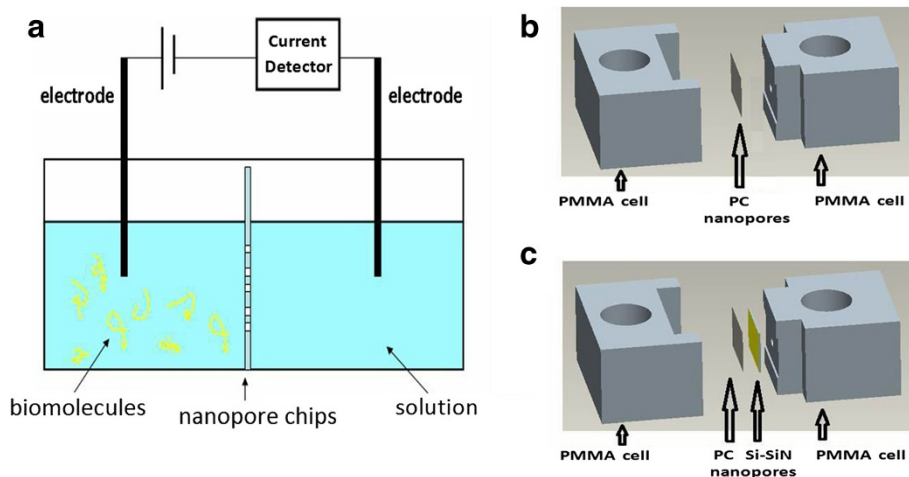 a
Current
Detector
electrode
electrode
biomolecules
nanopore chips
solution
b
PMMA cell
PC
nanopores
PMMA cell
c
PMMA cell
PC Si-SiN
nanopores
PMMA cell